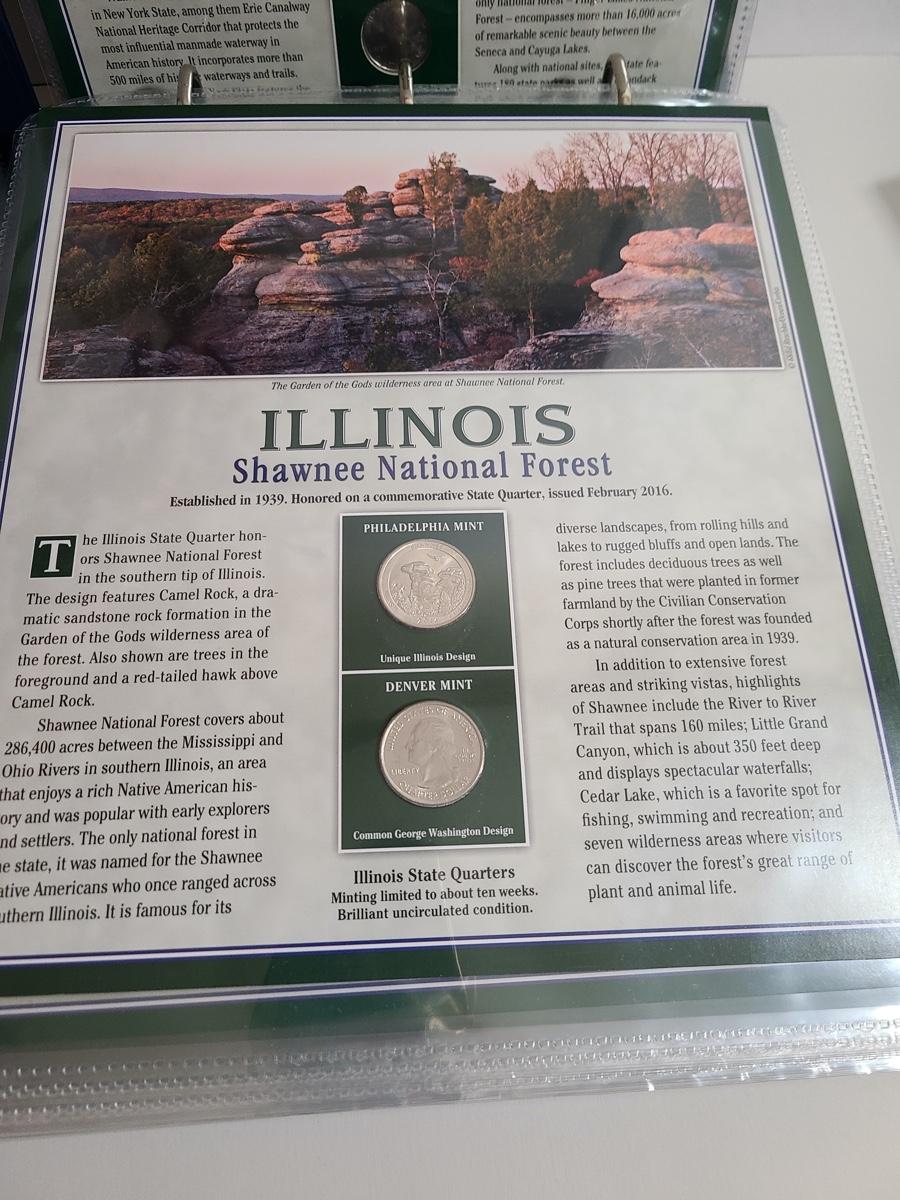 in New York State, among them Erie Canalway
National Heritage Corridor that protects the
most influential manmade waterway in
American history. It incorporates more than
500 miles of waterways and trails.
only national forest
Forest – encompasses more than 16,000 acres
of remarkable scenic beauty between the
Seneca and Cayuga Lakes.
Along with national sites,
The Garden of the Gods wilderness area at Shawnee National Forest.
ILLINOIS
Shawnee National Forest
Established in 1939. Honored on a commemorative State Quarter, issued February 2016.
The Illinois State Quarter hon-
ors Shawnee National Forest
in the southern tip of Illinois.
The design features Camel Rock, a dra-
matic sandstone rock formation in the
Garden of the Gods wilderness area of
the forest. Also shown are trees in the
foreground and a red-tailed hawk above
Camel Rock.
Shawnee National Forest covers about
286,400 acres between the Mississippi and
Ohio Rivers in southern Illinois, an area
that enjoys a rich Native American his-
ory and was popular with early explorers
nd settlers. The only national forest in
e state, it was named for the Shawnee
ative Americans who once ranged across
uthern Illinois. It is famous for its
PHILADELPHIA MINT
Unique Illinois Design
DENVER MINT
LIBERTY
QUARTER DOLLAR
Common George Washington Design
Illinois State Quarters
Minting limited to about ten weeks.
Brilliant uncirculated condition.
diverse landscapes, from rolling hills and
lakes to rugged bluffs and open lands. The
forest includes deciduous trees as well
as pine trees that were planted in former
farmland by the Civilian Conservation
Corps shortly after the forest was founded
as a natural conservation area in 1939.
In addition to extensive forest
areas and striking vistas, highlights
of Shawnee include the River to River
Trail that spans 160 miles; Little Grand
Canyon, which is about 350 feet deep
and displays spectacular waterfalls;
Cedar Lake, which is a favorite spot for
fishing, swimming and recreation; and
seven wilderness areas where visitors
can discover the forest's great range of
plant and animal life.